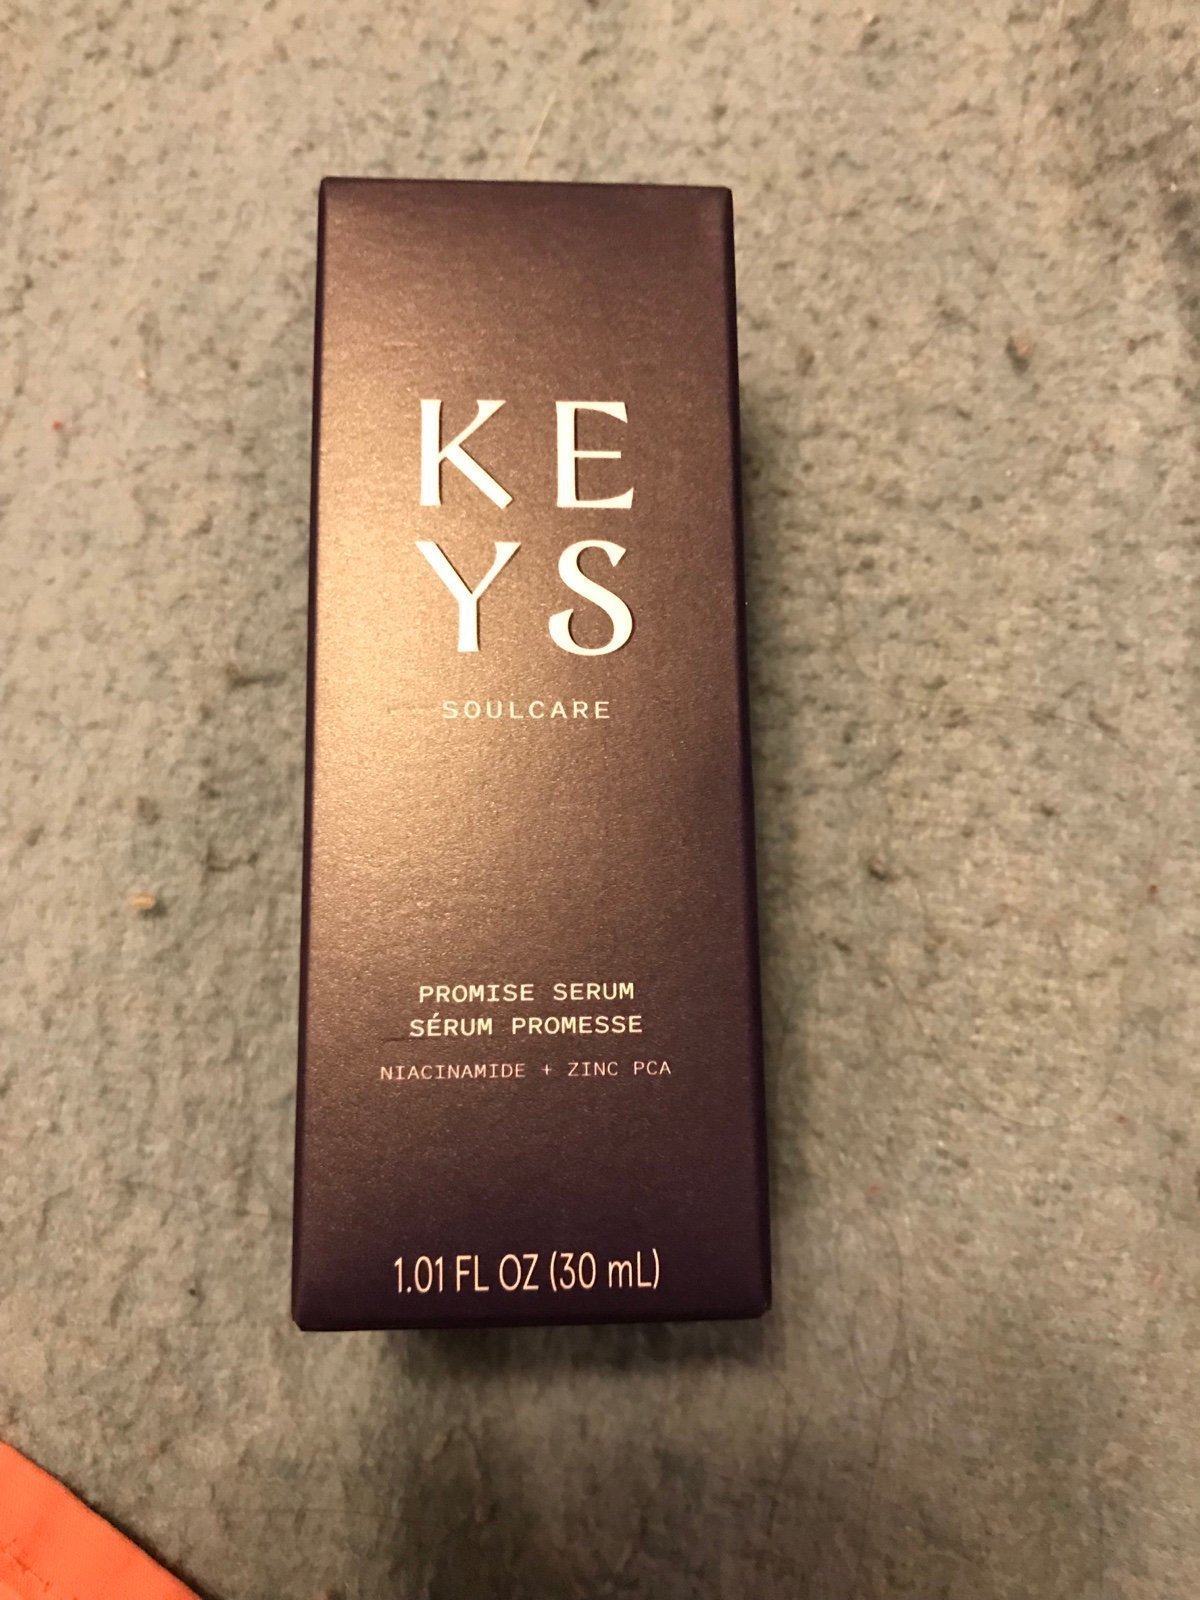 KE
YS
SOULCARE
PROMISE SERUM
SÉRUM PROMESSE
NIACINAMIDE + ZINC PCA
1.01 FL OZ (30 mL)